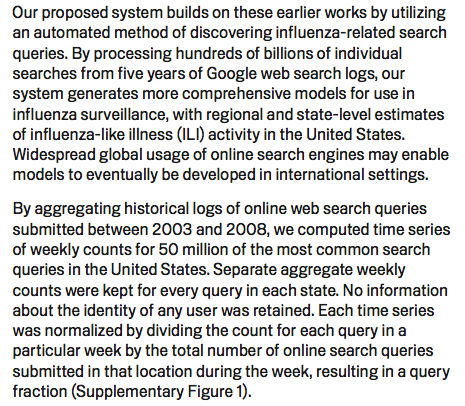 Our proposed system builds on these earlier works by utilizing
an automated method of discovering influenza-related search
queries. By processing hundreds of billions of individual
searches from five years of Google web search logs, our
system generates more comprehensive models for use in
influenza surveillance, with regional and state-level estimates
of influenza-like illness (ILI) activity in the United States.
Widespread global usage of online search engines may enable
models to eventually be developed in international settings.
By aggregating historical logs of online web search queries
submitted between 2003 and 2008, we computed time series
of weekly counts for 50 million of the most common search
queries in the United States. Separate aggregate weekly
counts were kept for every query in each state. No information
about the identity of any user was retained. Each time series
was normalized by dividing the count for each query in a
particular week by the total number of online search queries
submitted in that location during the week, resulting in a query
fraction (Supplementary Figure 1).